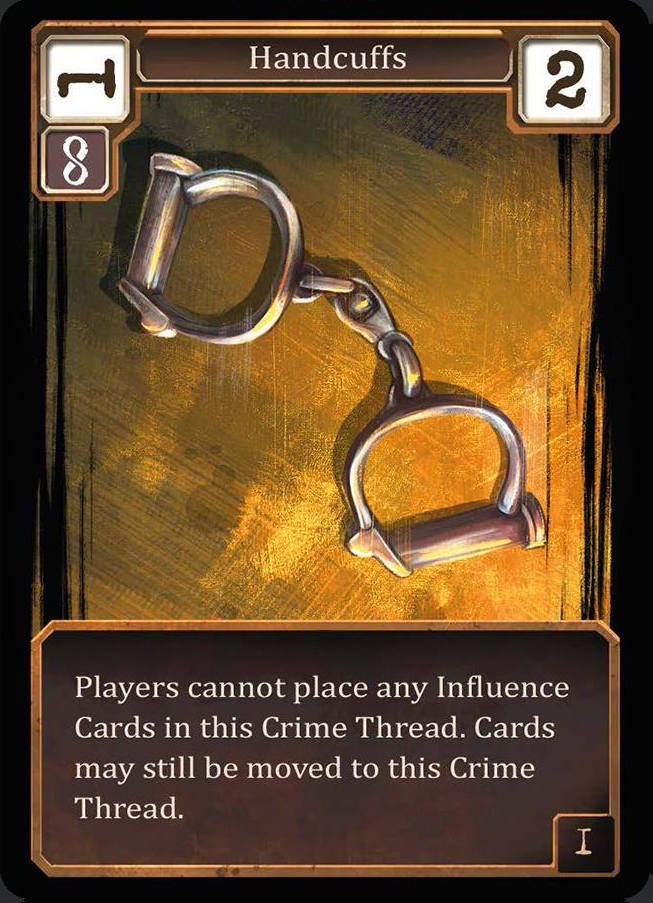 Handcuffs
1
2
8
Players cannot place any Influence
Cards in this Crime Thread. Cards
may still be moved to this Crime
Thread.
I